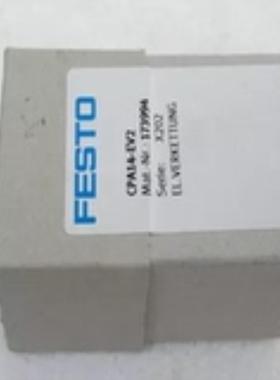 FESTO
CPA14-EV2
Mat.-Nr.: 173994
Serie: X202
EL.VERKETTUNG